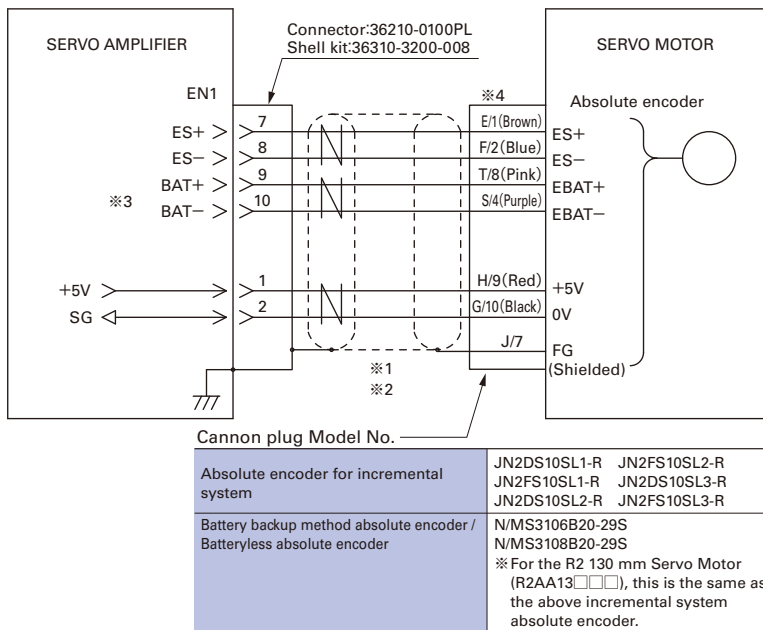 Connector:36210-0100PL
Shell kit:36310-3200-008
SERVO AMPLIFIER
SERVO MOTOR
EN1
※4
Absolute encoder
ES+ 7 E/1(Brown) ES+
ES− 8 F/2(Blue) ES−
BAT+ 9 T/8(Pink) EBAT+
※3
BAT− 10 S/4(Purple) EBAT−
+5V 1 H/9(Red) +5V
SG 2 G/10(Black) 0V
J/7 FG
(Shielded)
※1
※2
Cannon plug Model No.
Absolute encoder for incremental
system
JN2DS10SL1-R JN2FS10SL2-R
JN2FS10SL1-R JN2DS10SL3-R
JN2DS10SL2-R JN2FS10SL3-R
Battery backup method absolute encoder /
Batteryless absolute encoder
N/MS3106B20-29S
N/MS3108B20-29S
※For the R2 130 mm Servo Motor
(R2AA13□□□), this is the same as
the above incremental system
absolute encoder.